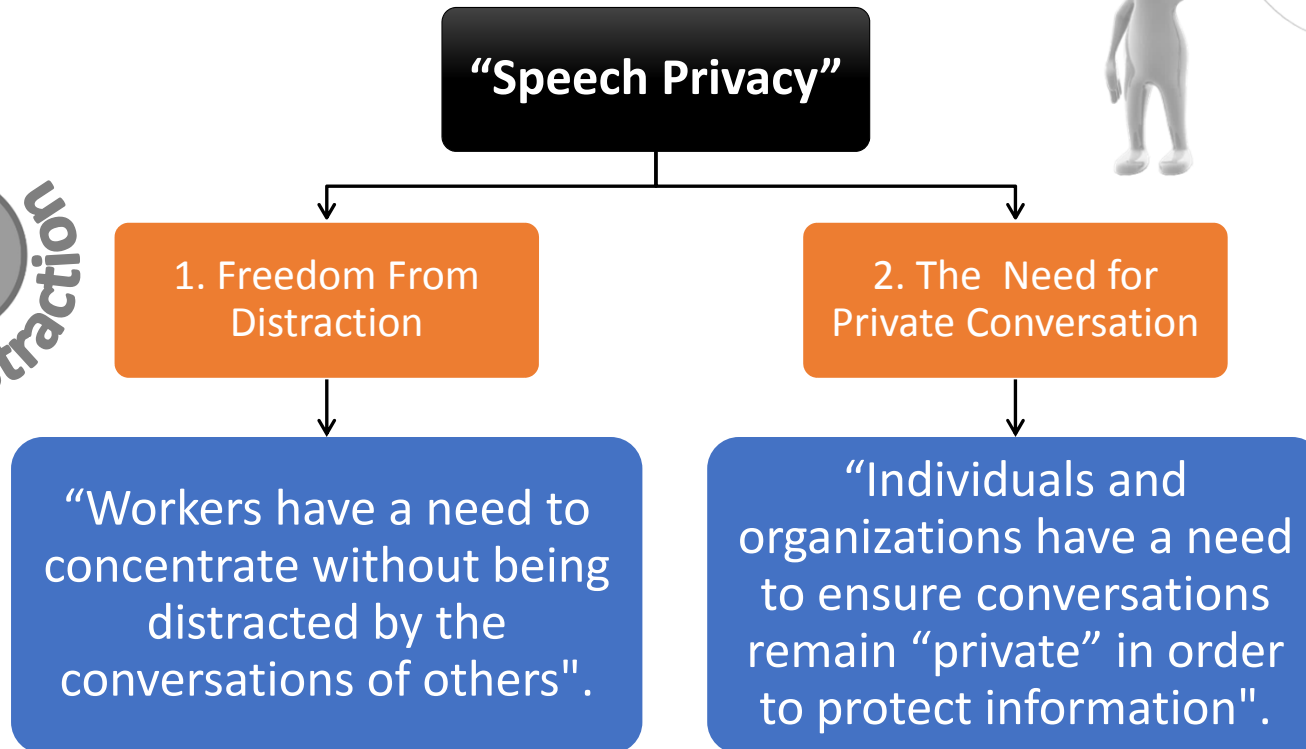 “Speech Privacy”
1. Freedom From
Distraction
2. The  Need for
Private Conversation
“Workers have a need to
concentrate without being
distracted by the
conversations of others".
“Individuals and
organizations have a need
to ensure conversations
remain “private” in order
to protect information".